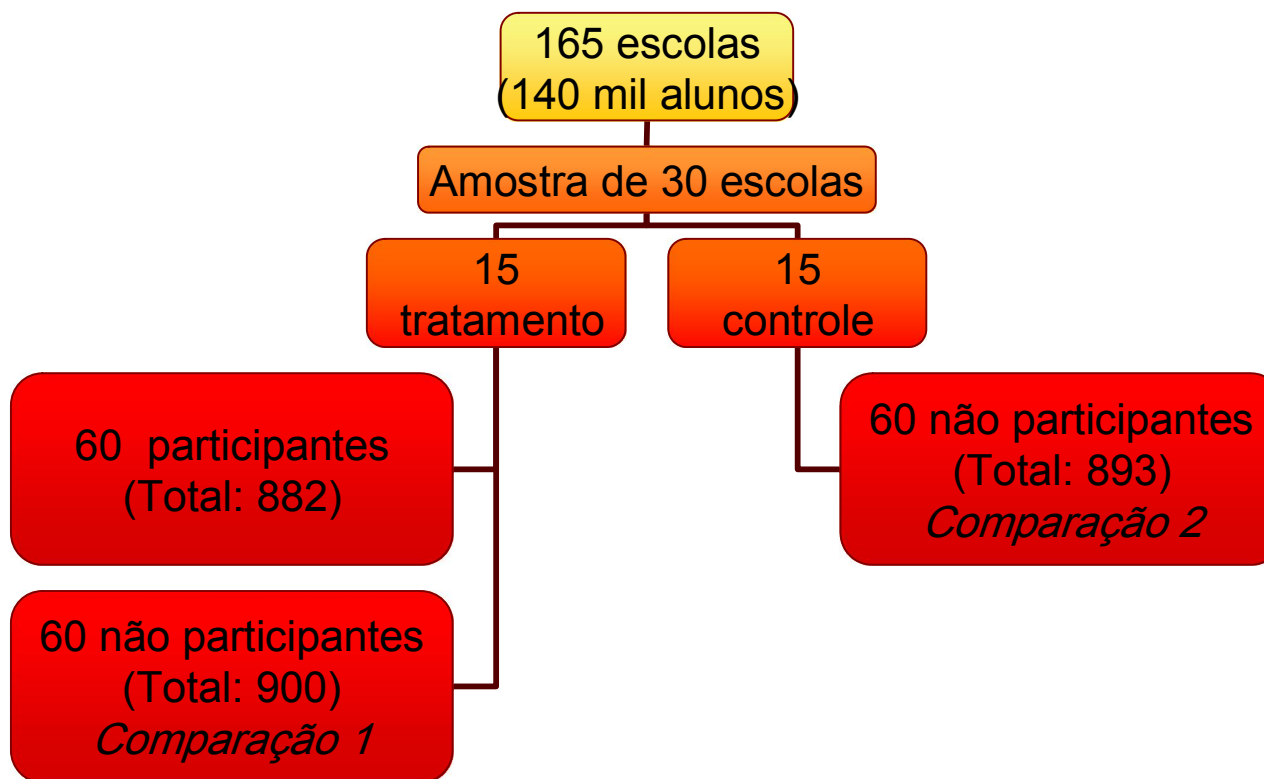 165 escolas
(140 mil alunos)
Amostra de 30 escolas
15
tratamento
15
controle
60 participantes
(Total: 882)
60 não participantes
(Total: 893)
Comparação 2
60 não participantes
(Total: 900)
Comparação 1